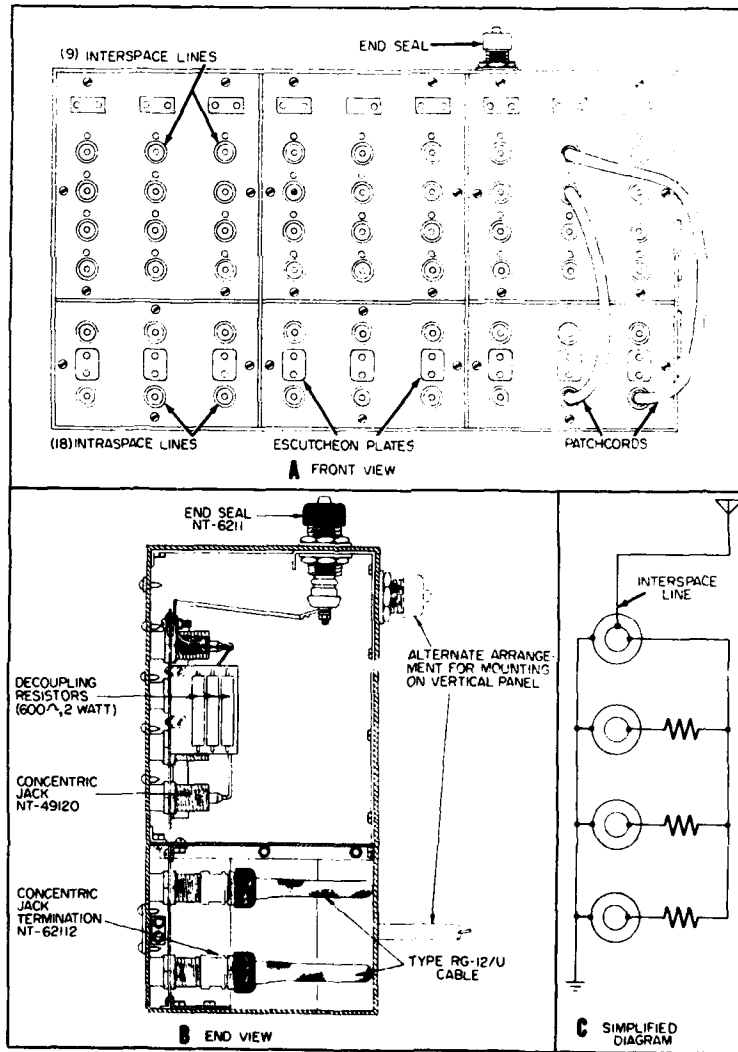 END SEAL
(9) INTERSPACE LINES
(18) INTRASPACE LINES
ESCUTCHEON PLATES
PATCHCORDS
A FRONT VIEW
END SEAL
NT-6211
DECOUPLING
RESISTORS
(600∿, 2 WATT)
CONCENTRIC
JACK
NT-49120
CONCENTRIC
JACK
TERMINATION
NT-62112
ALTERNATE ARRANGE-
MENT FOR MOUNTING
ON VERTICAL PANEL
TYPE RG-12/U
CABLE
B END VIEW
INTERSPACE
LINE
C SIMPLIFIED
DIAGRAM